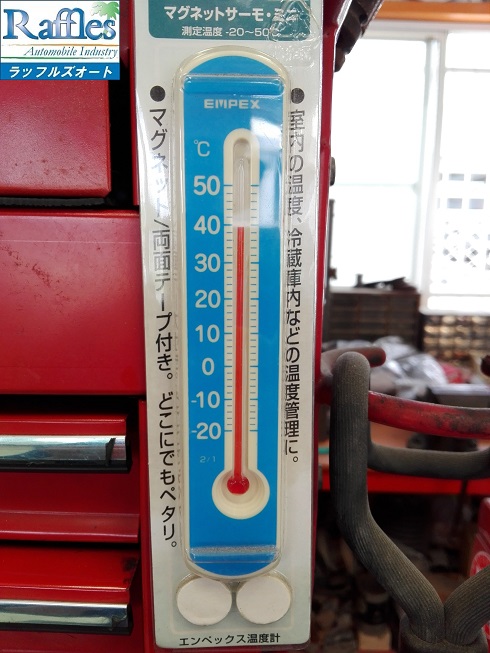 Raffles
Automobile Industry
ラッフルズオート
マグネットサーモ・ミニ
測定温度-20〜50℃
EMPEX
℃
50
40
30
20
10
0
-10
-20
2/1
●室内の温度、冷蔵庫内などの温度管理に。
●マグネット/両面テープ付き。どこにでもペタリ。
エンペックス温度計